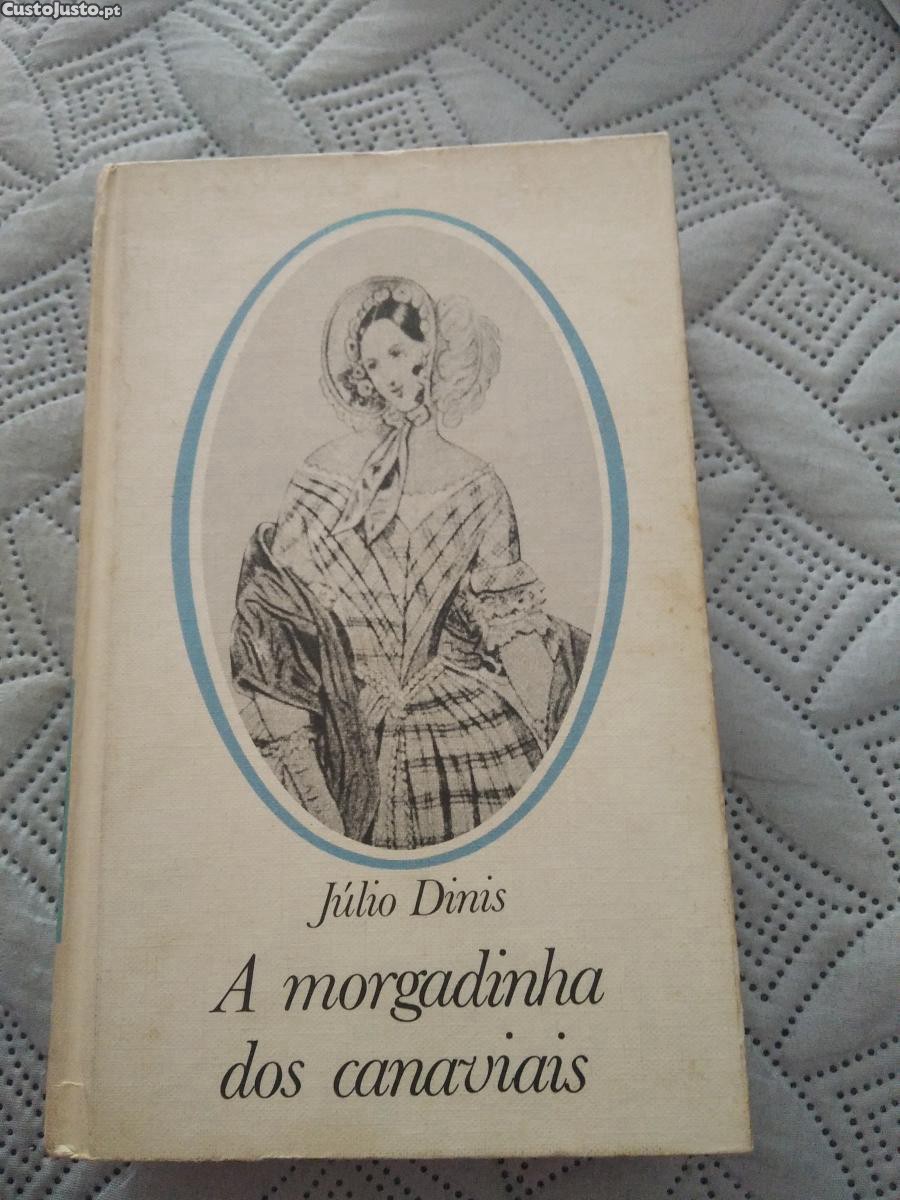 CustoJusto.pt
Júlio Dinis
A morgadinha
dos canaviais